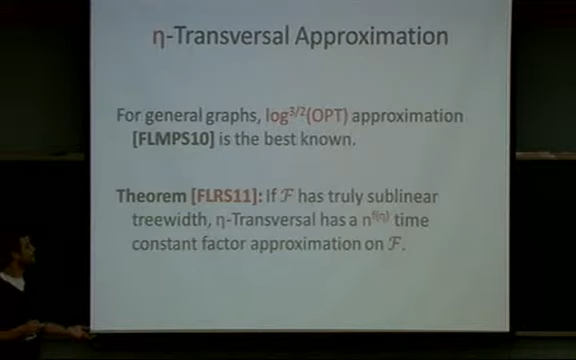 η-Transversal Approximation
For general graphs, log^3/2(OPT) approximation
[FLMPS10] is the best known.
Theorem [FLRS11]: If ℱ has truly sublinear
treewidth, η-Transversal has a n^f(η) time
constant factor approximation on ℱ.